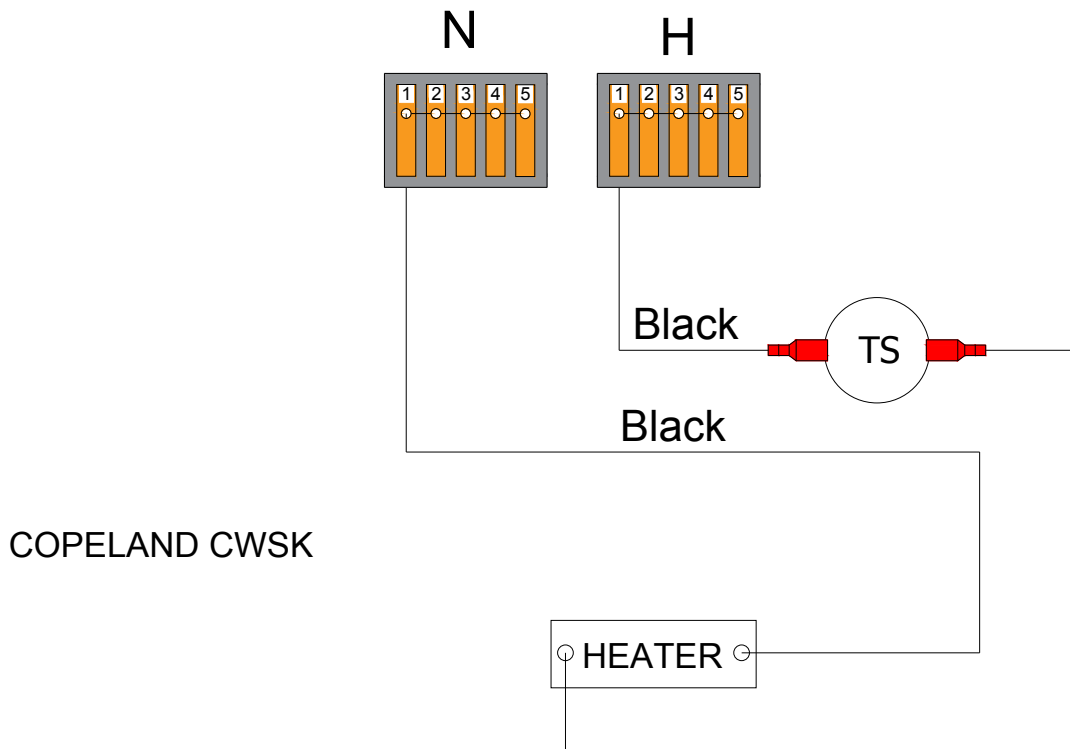 N H
1 2 3 4 5 1 2 3 4 5
Black
TS
Black
COPELAND CWSK
HEATER